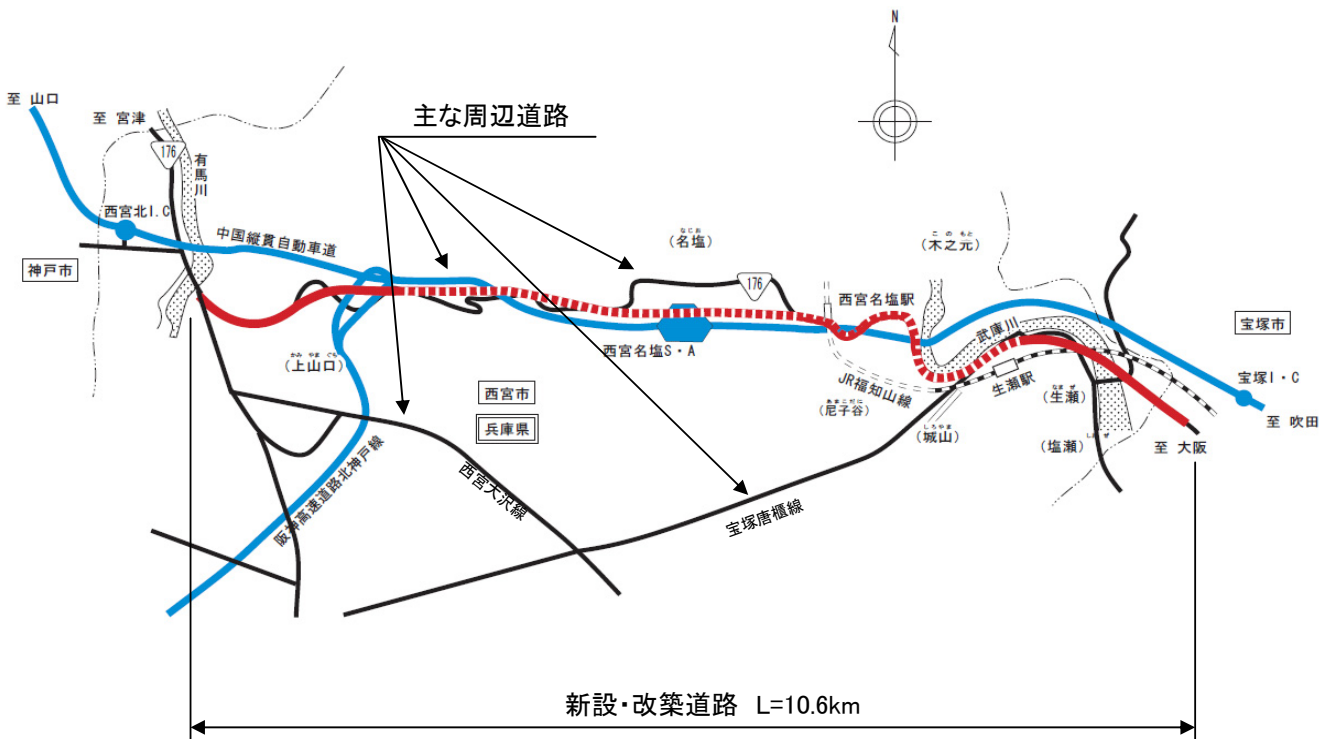 N
至 山口
至 宮津
主な周辺道路
176
有馬川
西宮北I.C
中国縦貫自動車道
なじお
(名塩)
こ の もと
(木之元)
神戸市
176
西宮名塩駅
武庫川
宝塚市
西宮名塩S・A
かみ やま ぐち
(上山口)
JR福知山線
生瀬駅
なま ぜ
(生瀬)
宝塚I・C
至 吹田
西宮市
兵庫県
あまこだに
(尼子谷)
しろやま
(城山)
(塩瀬)
至 大阪
阪神高速道路北神戸線
西宮大沢線
宝塚唐櫃線
新設・改築道路 L=10.6km